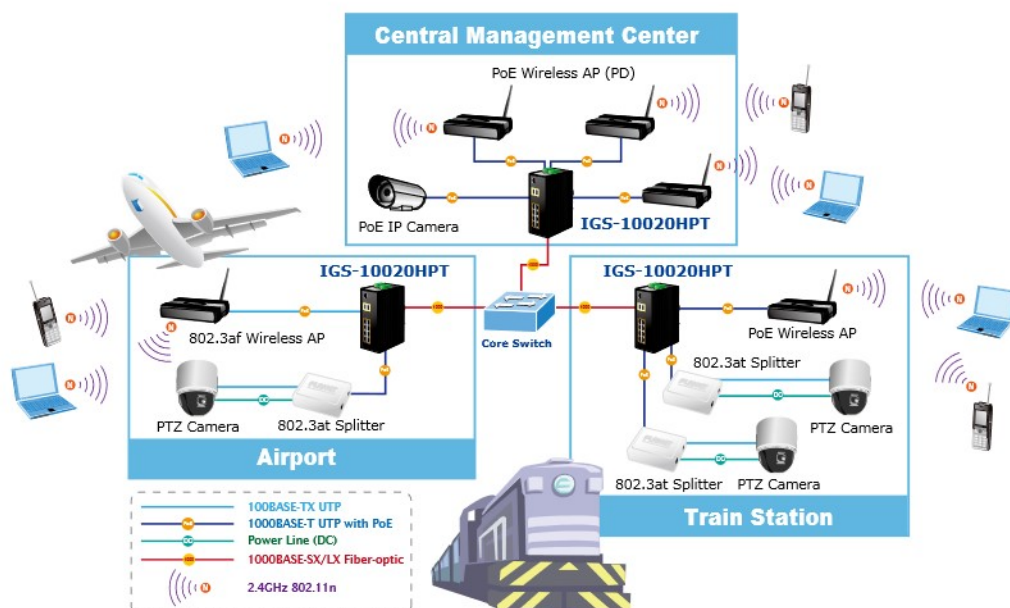 Central Management Center
PoE Wireless AP (PD)
PoE IP Camera
IGS-10020HPT
IGS-10020HPT
802.3af Wireless AP
PTZ Camera
802.3at Splitter
Airport
Core Switch
IGS-10020HPT
PoE Wireless AP
802.3at Splitter
PTZ Camera
802.3at Splitter
PTZ Camera
Train Station
100BASE-TX UTP
1000BASE-T UTP with PoE
Power Line (DC)
1000BASE-SX/LX Fiber-optic
2.4GHz 802.11n